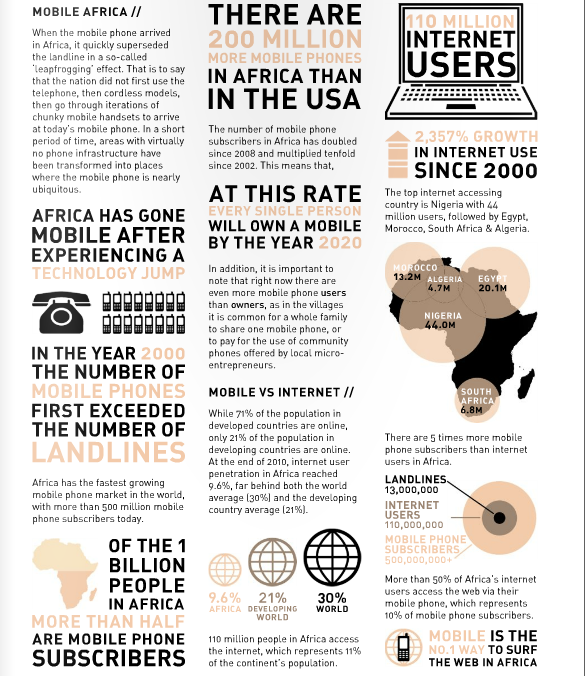 MOBILE AFRICA //
When the mobile phone arrived
in Africa, it quickly superseded
the landline in a so-called
'leapfrogging' effect. That is to say
that the nation did not first use the
telephone, then cordless models,
then go through iterations of
chunky mobile handsets to arrive
at today's mobile phone. In a short
period of time, areas with virtually
no phone infrastructure have
been transformed into places
where the mobile phone is nearly
ubiquitous.
AFRICA HAS GONE
MOBILE AFTER
EXPERIENCING A
TECHNOLOGY JUMP
IN THE YEAR 2000
THE NUMBER OF
MOBILE PHONES
FIRST EXCEEDED
THE NUMBER OF
LANDLINES
Africa has the fastest growing
mobile phone market in the world,
with more than 500 million mobile
phone subscribers today.
OF THE 1
BILLION
PEOPLE
IN AFRICA
MORE THAN HALF
ARE MOBILE PHONE
SUBSCRIBERS
THERE ARE
200 MILLION
MORE MOBILE PHONES
IN AFRICA THAN
IN THE USA
The number of mobile phone
subscribers in Africa has doubled
since 2008 and multiplied tenfold
since 2002. This means that,
AT THIS RATE
EVERY SINGLE PERSON
WILL OWN A MOBILE
BY THE YEAR 2020
In addition, it is important to
note that right now there are
even more mobile phone users
than owners, as in the villages
it is common for a whole family
to share one mobile phone, or
to pay for the use of community
phones offered by local micro-
entrepreneurs.
MOBILE VS INTERNET //
While 71% of the population in
developed countries are online,
only 21% of the population in
developing countries are online.
At the end of 2010, internet user
penetration in Africa reached
9.6%, far behind both the world
average (30%) and the developing
country average (21%).
9.6%
AFRICA
21%
DEVELOPING
WORLD
30%
WORLD
110 million people in Africa access
the internet, which represents 11%
of the continent's population.
110 MILLION
INTERNET
USERS
2,357% GROWTH
IN INTERNET USE
SINCE 2000
The top internet accessing
country is Nigeria with 44
million users, followed by Egypt,
Morocco, South Africa & Algeria.
MOROCCO
13.2M
ALGERIA
4.7M
EGYPT
20.1M
NIGERIA
44.0M
SOUTH
AFRICA
6.8M
There are 5 times more mobile
phone subscribers than internet
users in Africa.
LANDLINES
13,000,000
INTERNET
USERS
110,000,000
MOBILE PHONE
SUBSCRIBERS
500,000,000+
More than 50% of Africa's internet
users access the web via their
mobile phone, which represents
10% of mobile phone subscribers.
MOBILE IS THE
NO.1 WAY TO SURF
THE WEB IN AFRICA